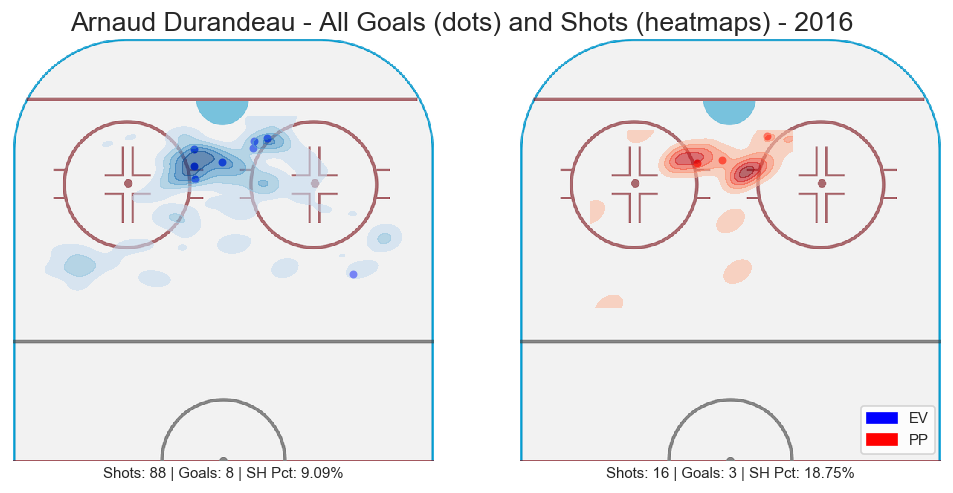 Arnaud Durandeau - All Goals (dots) and Shots (heatmaps) - 2016
EV
PP
Shots: 88 | Goals: 8 | SH Pct: 9.09%
Shots: 16 | Goals: 3 | SH Pct: 18.75%